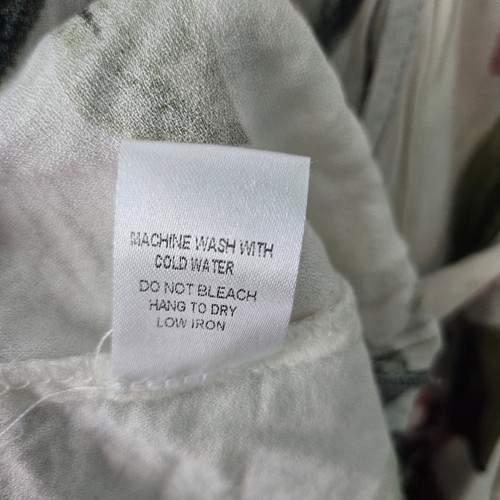 MACHINE WASH WITH
COLD WATER
DO NOT BLEACH
HANG TO DRY
LOW IRON